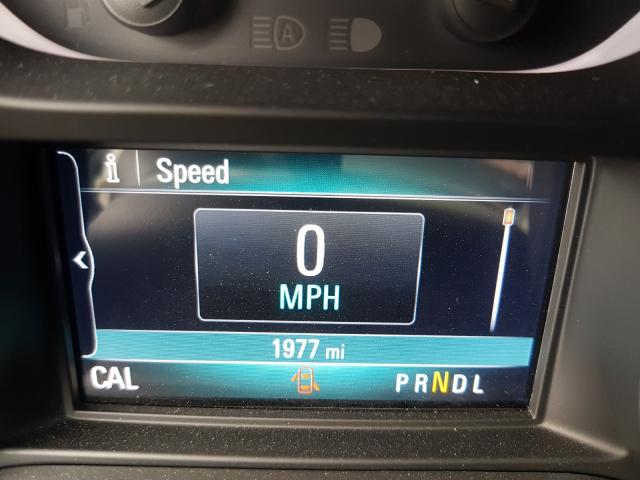 A
i Speed
0
MPH
1977 mi
CAL PRNDL